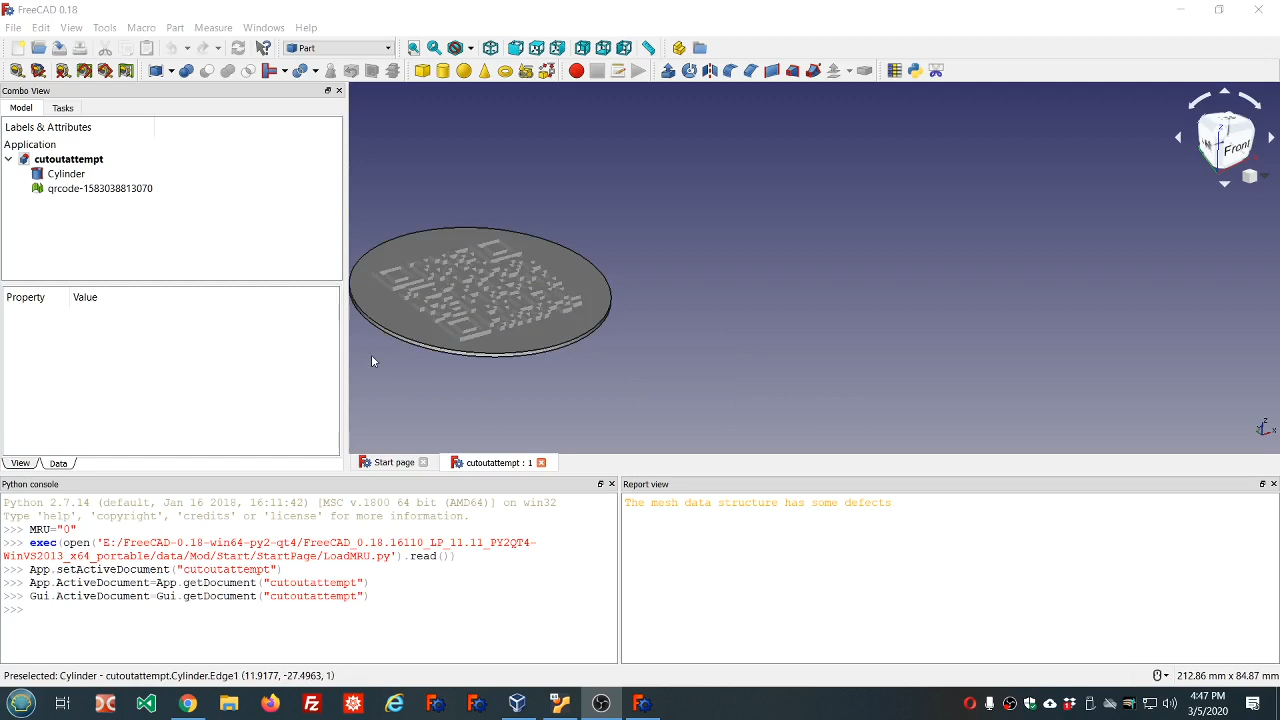 FreeCAD 0.18
File Edit View Tools Macro Part Measure Windows Help
Part
Combo View
Model Tasks
Labels & Attributes
Application
cutoutattempt
Cylinder
qrcode-1583038813070
Property Value
View Data
Front
Z
X
Start page cutoutattempt : 1
Python console
Python 2.7.14 (default, Jan 16 2018, 16:11:42) [MSC v.1800 64 bit (AMD64)] on win32
Type 'help', 'copyright', 'credits' or 'license' for more information.
>>> MRU="0"
>>> exec(open('E:/FreeCAD-0.18-win64-py2-qt4/FreeCAD_0.18.16110_LP_11.11_PY2QT4-
WinVS2013_x64_portable/data/Mod/Start/StartPage/LoadMRU.py').read())
>>> App.setActiveDocument("cutoutattempt")
>>> App.ActiveDocument=App.getDocument("cutoutattempt")
>>> Gui.ActiveDocument=Gui.getDocument("cutoutattempt")
>>>
Report view
The mesh data structure has some defects
Preselected: Cylinder - cutoutattempt.Cylinder.Edge1 (11.9177, -27.4963, 1)
212.86 mm x 84.87 mm
4:47 PM
3/5/2020